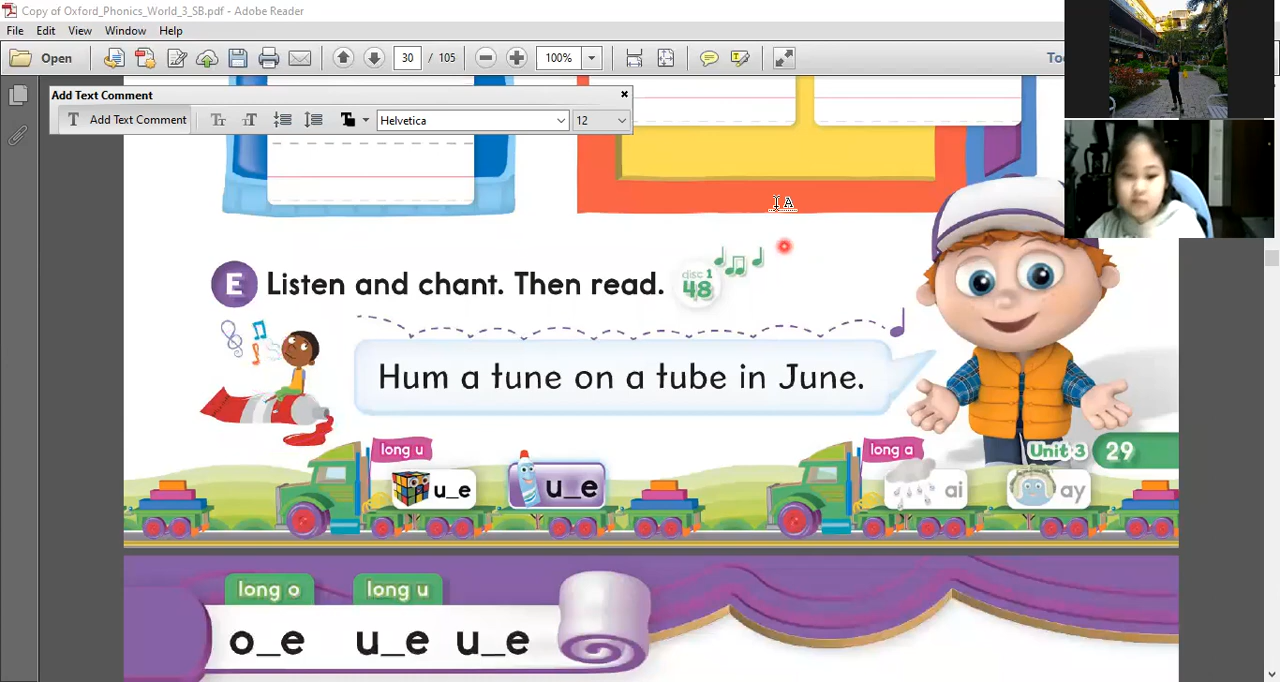 Copy of Oxford_Phonics_World_3_SB.pdf - Adobe Reader
File Edit View Window Help
Open 30 / 105 100%
Add Text Comment
Add Text Comment Helvetica 12
E Listen and chant. Then read. disc 1 48
Hum a tune on a tube in June.
long u long a
u_e u_e ai ay
Unit 3 29
long o long u
o_e u_e u_e